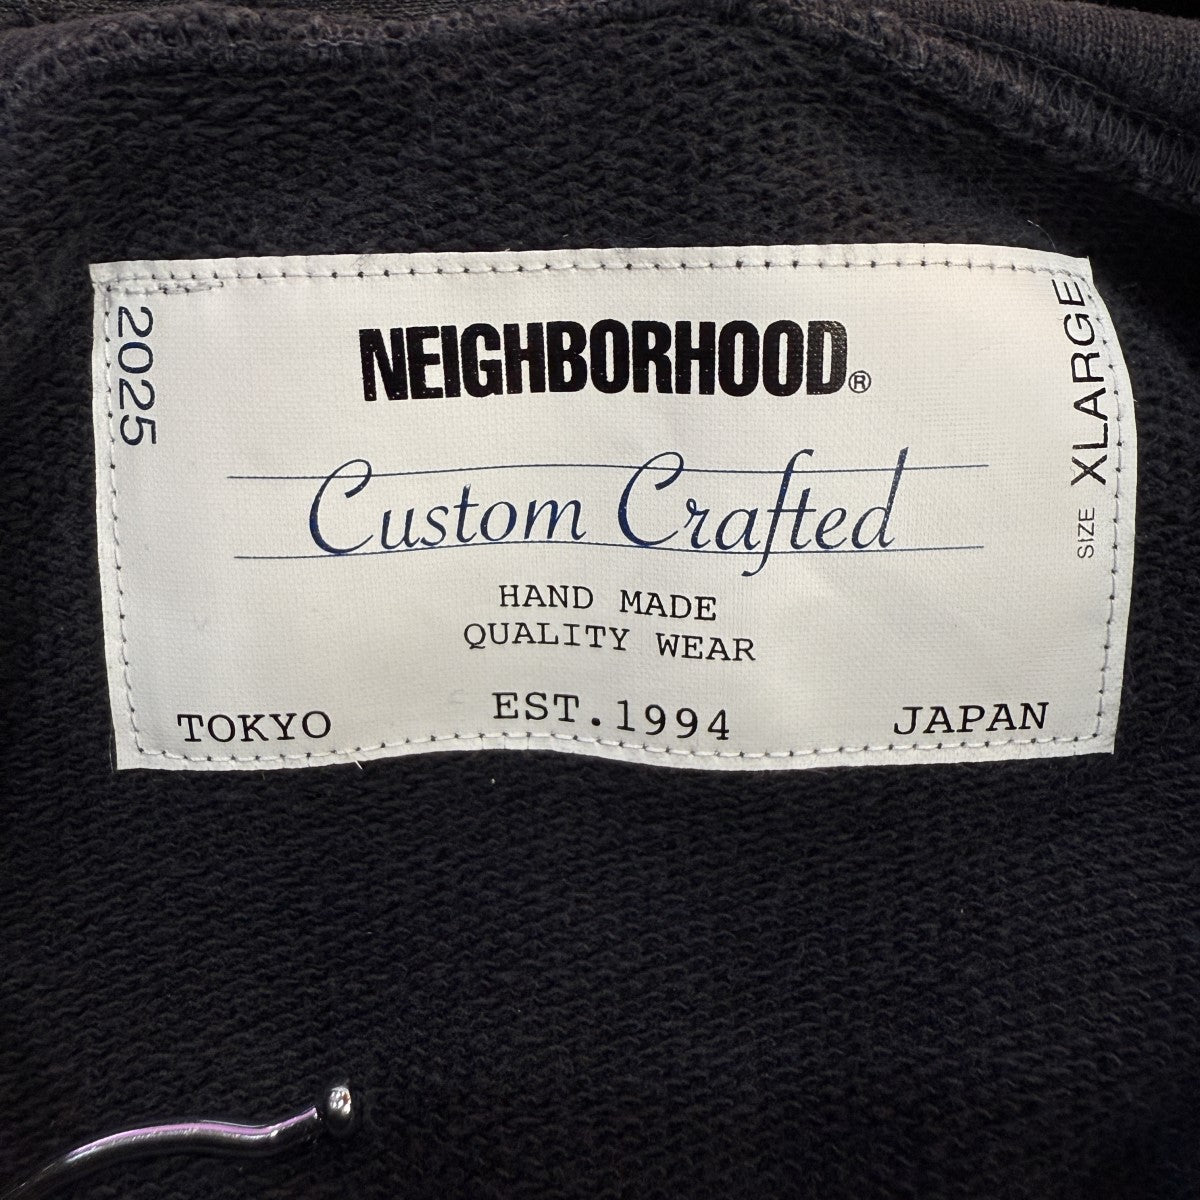 2025
NEIGHBORHOOD®
SIZE XLARGE
Custom Crafted
HAND MADE
QUALITY WEAR
TOKYO EST.1994 JAPAN